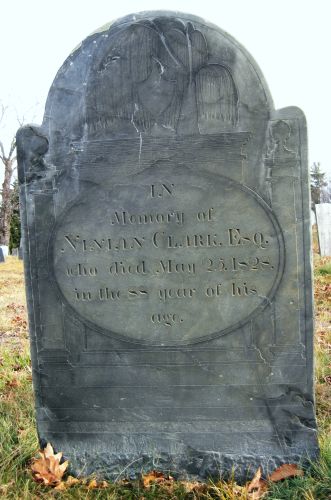 IN
Memory of
NINIAN CLARK, ESQ.
who died May 25, 1828.
in the 88 year of his
age.